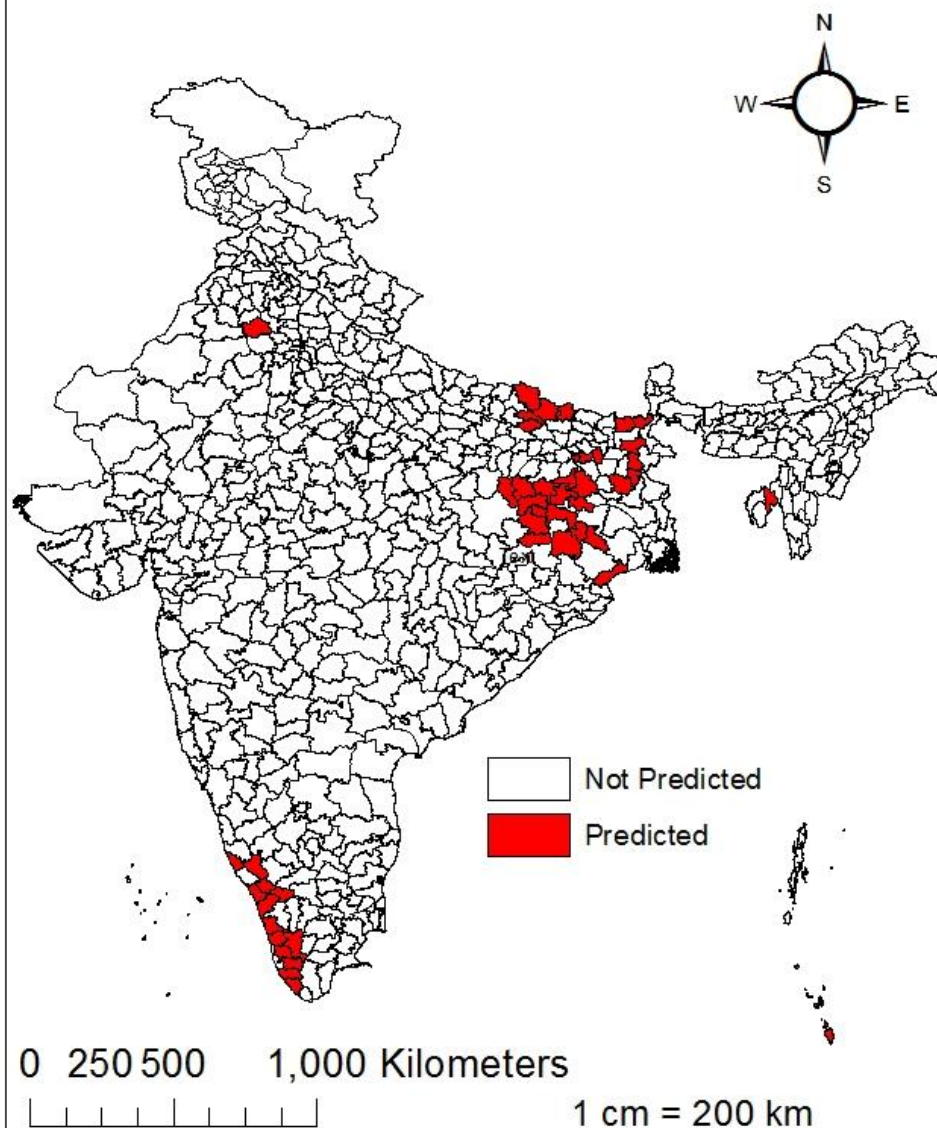 N
W E
S
Not Predicted
Predicted
0 250 500 1,000 Kilometers
1 cm = 200 km